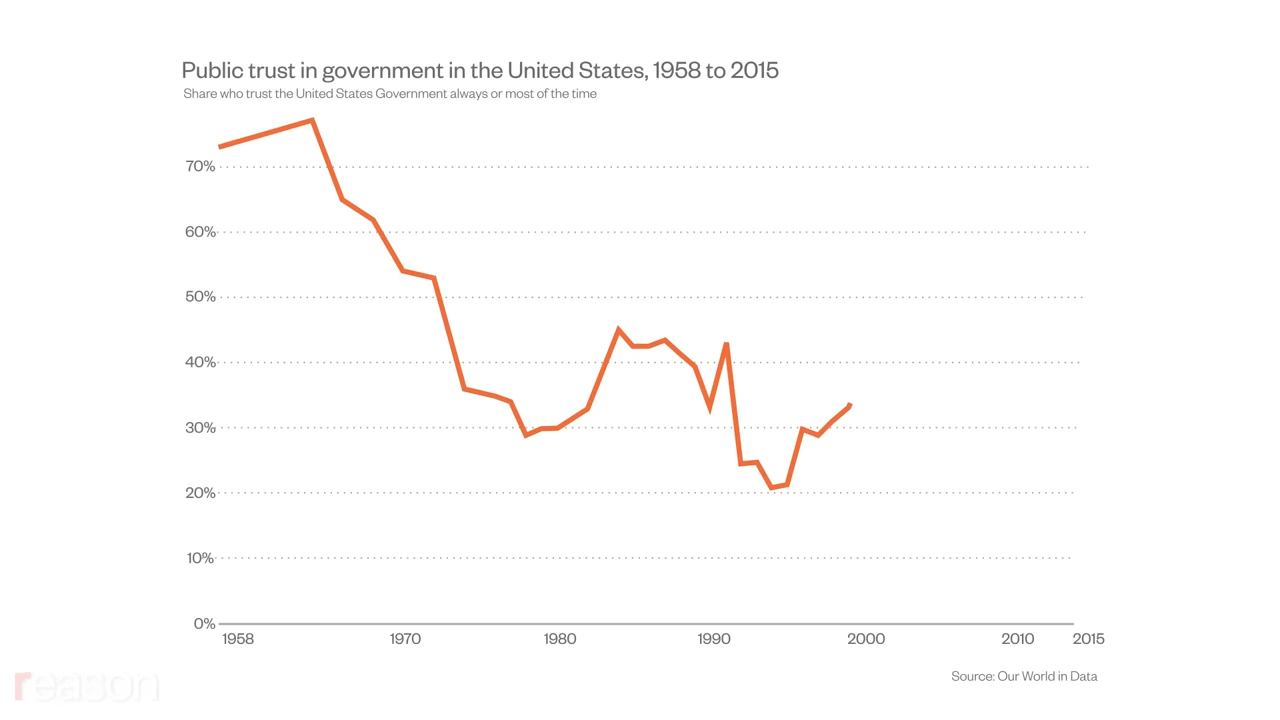 Public trust in government in the United States, 1958 to 2015
Share who trust the United States Government always or most of the time
70%
60%
50%
40%
30%
20%
10%
0%
1958 1970 1980 1990 2000 2010 2015
Source: Our World in Data
reason